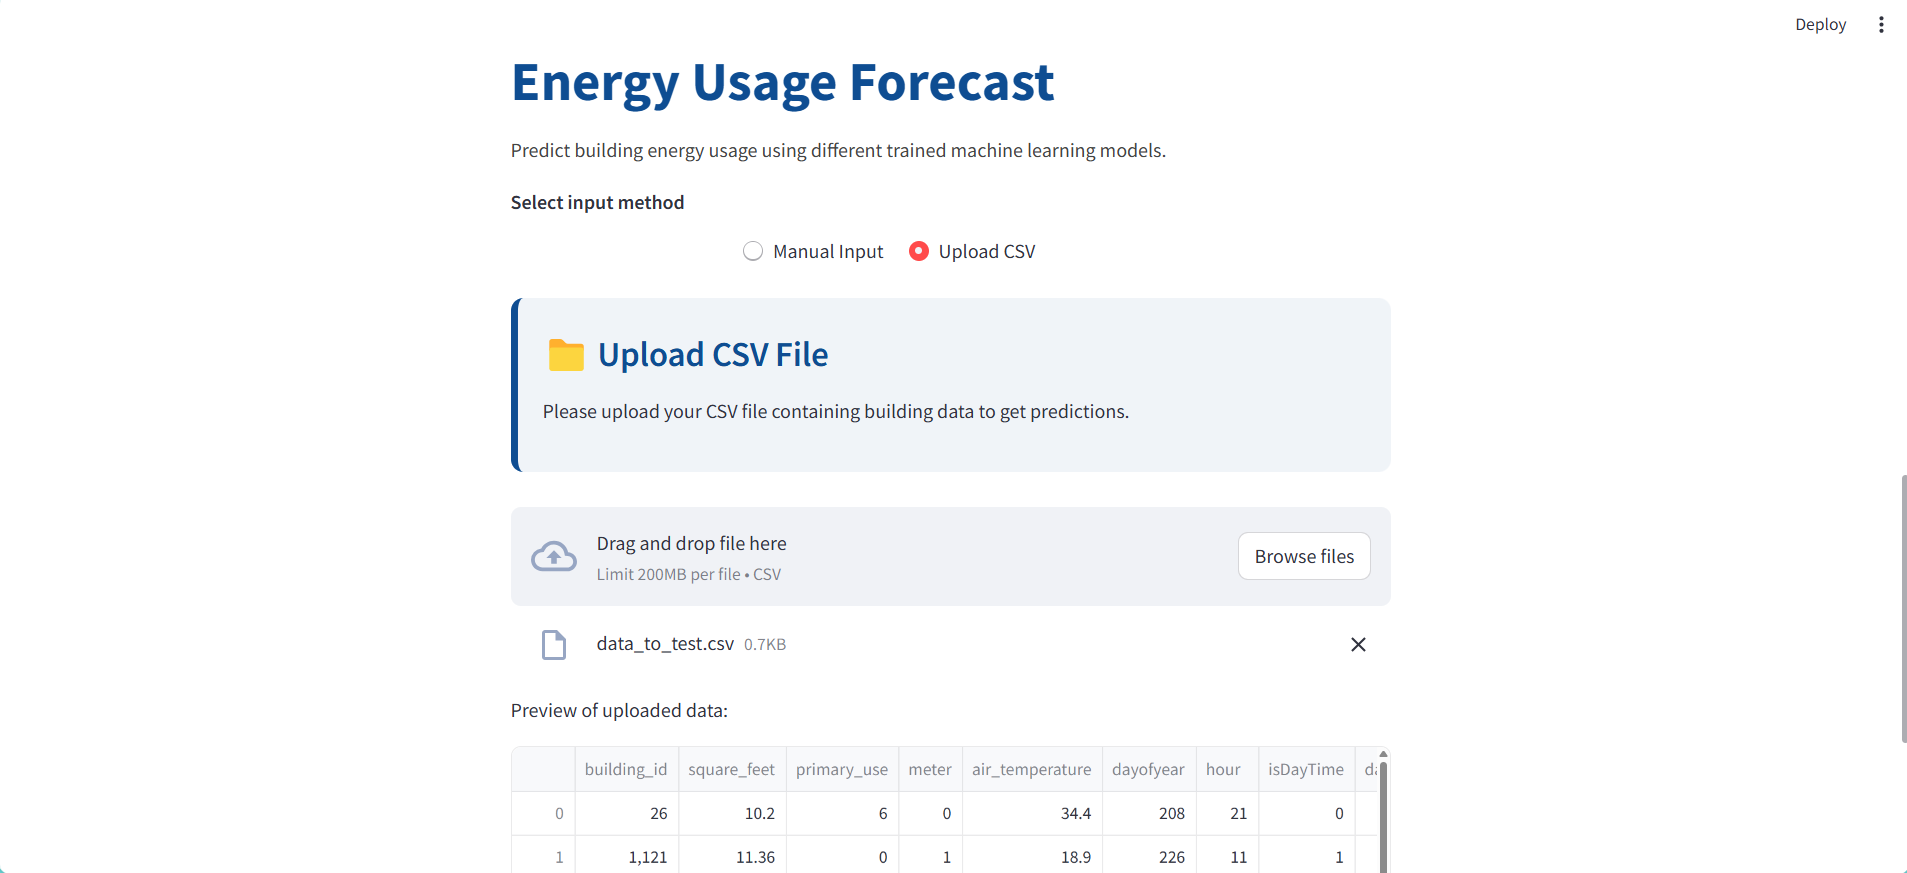 Deploy
Energy Usage Forecast
Predict building energy usage using different trained machine learning models.
Select input method
Manual Input Upload CSV
Upload CSV File
Please upload your CSV file containing building data to get predictions.
Drag and drop file here
Limit 200MB per file • CSV
Browse files
data_to_test.csv 0.7KB
Preview of uploaded data:
building_id square_feet primary_use meter air_temperature dayofyear hour isDayTime
0 26 10.2 6 0 34.4 208 21 0
1 1,121 11.36 0 1 18.9 226 11 1